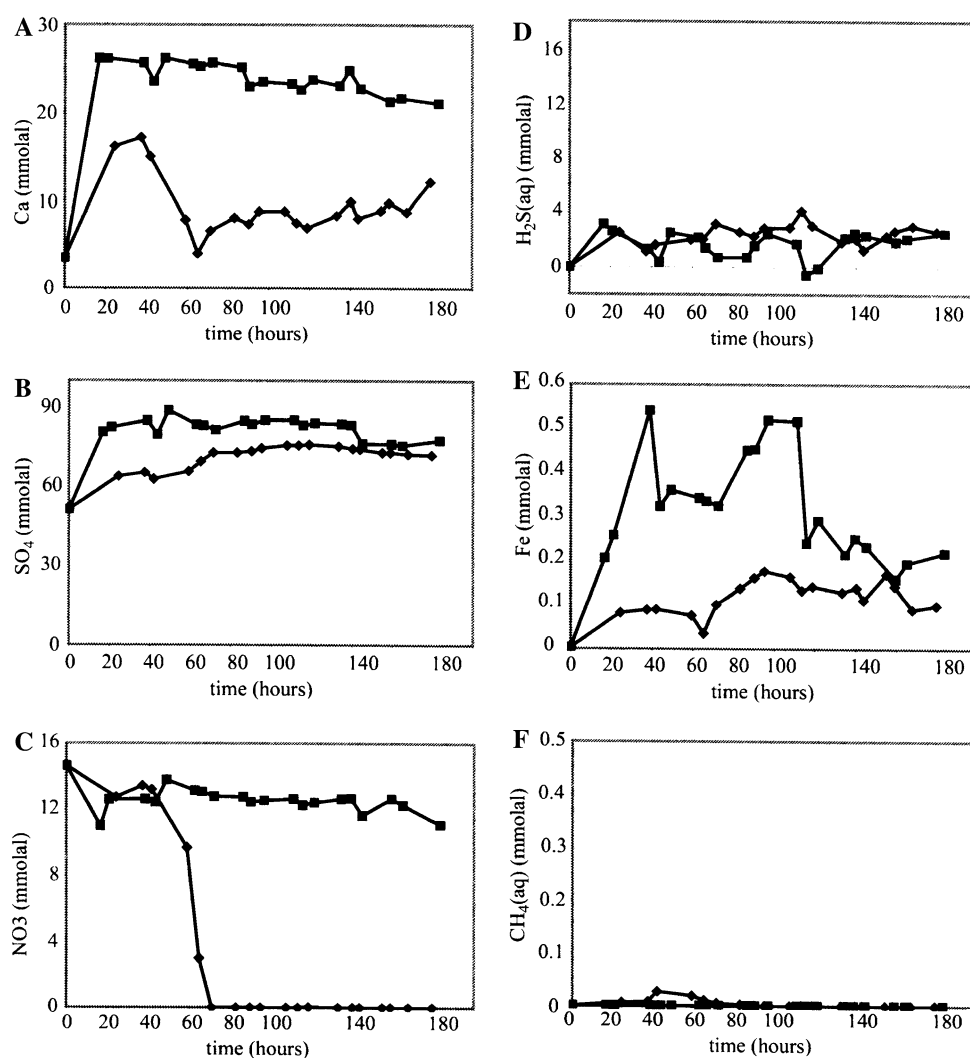 A
30
20
10
0
Ca (mmolal)
0 20 40 60 80 100 140 180
time (hours)
B
90
60
30
0
SO4 (mmolal)
0 20 40 60 80 100 140 180
time (hours)
C
16
12
8
4
0
NO3 (mmolal)
0 20 40 60 80 100 140 180
time (hours)
D
16
12
8
4
0
H2S(aq) (mmolal)
0 20 40 60 80 100 140 180
time (hours)
E
0.6
0.5
0.4
0.3
0.2
0.1
0
Fe (mmolal)
0 20 40 60 80 100 140 180
time (hours)
F
0.5
0.4
0.3
0.2
0.1
0
CH4(aq) (mmolal)
0 20 40 60 80 100 140 180
time (hours)